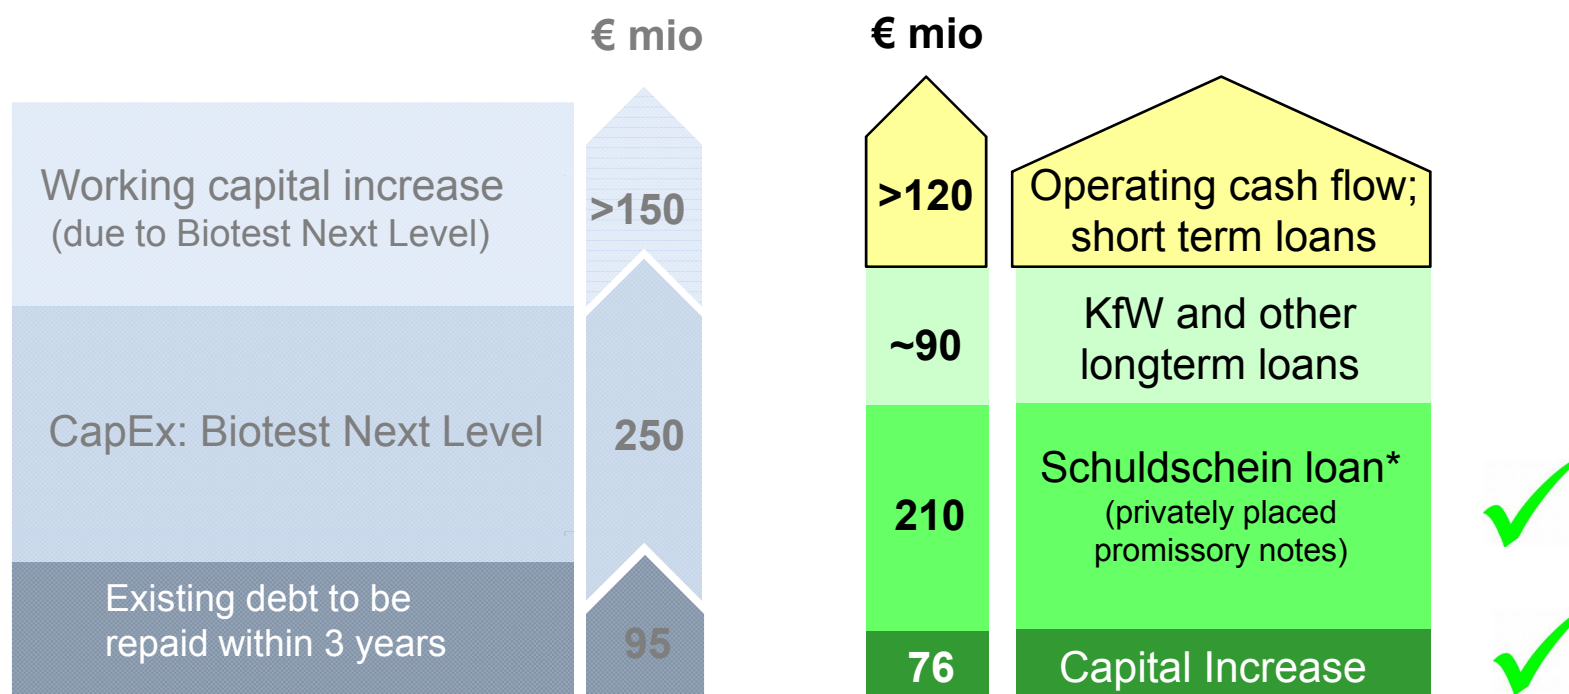 € mio
Working capital increase
(due to Biotest Next Level)
>150
CapEx: Biotest Next Level
250
Existing debt to be
repaid within 3 years
95
€ mio
>120
Operating cash flow;
short term loans
~90
KfW and other
longterm loans
210
Schuldschein loan*
(privately placed
promissory notes)
76
Capital Increase